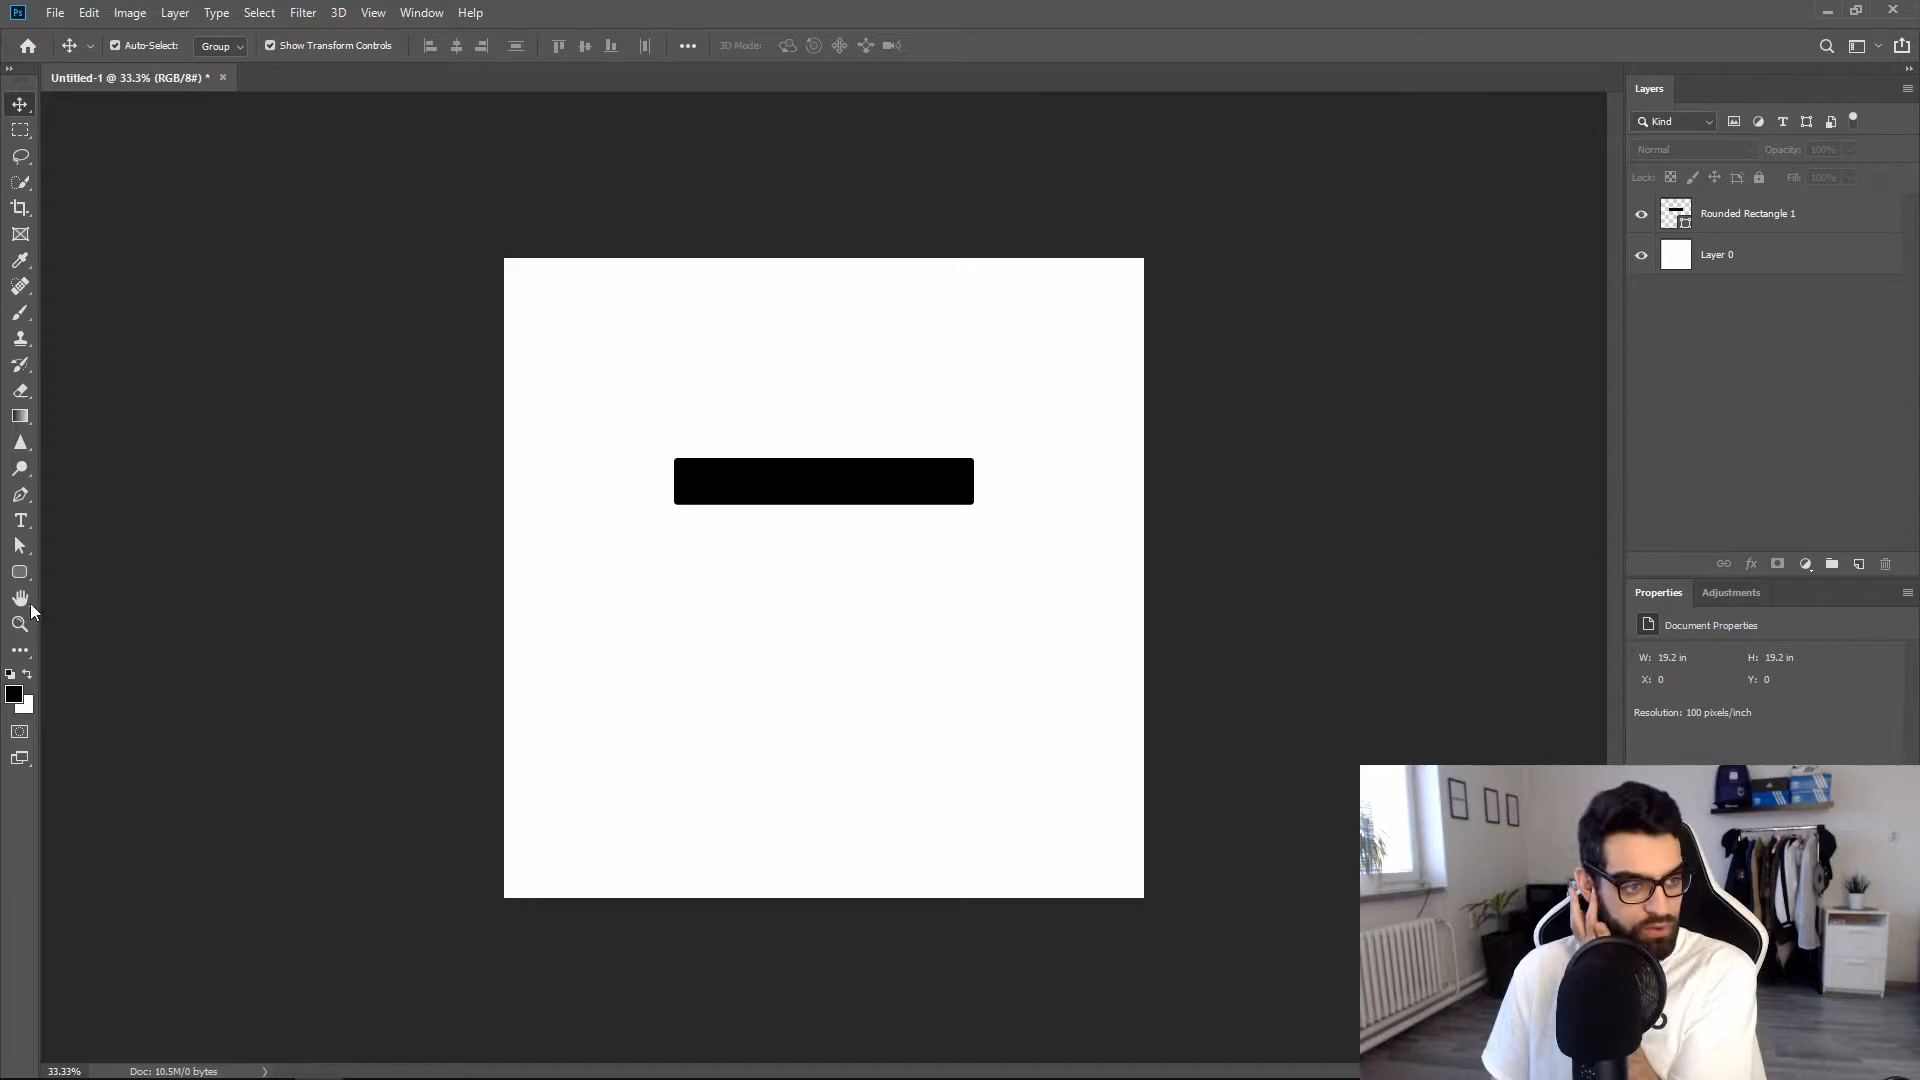 Ps File Edit Image Layer Type Select Filter 3D View Window Help
Auto-Select: Group Show Transform Controls 3D Mode:
Untitled-1 @ 33.3% (RGB/8#) *
Layers
Kind
Normal Opacity: 100%
Lock: Fill: 100%
Rounded Rectangle 1
Layer 0
Properties Adjustments
Document Properties
W: 19.2 in H: 19.2 in
X: 0 Y: 0
Resolution: 100 pixels/inch
33.33% Doc: 10.5M/0 bytes